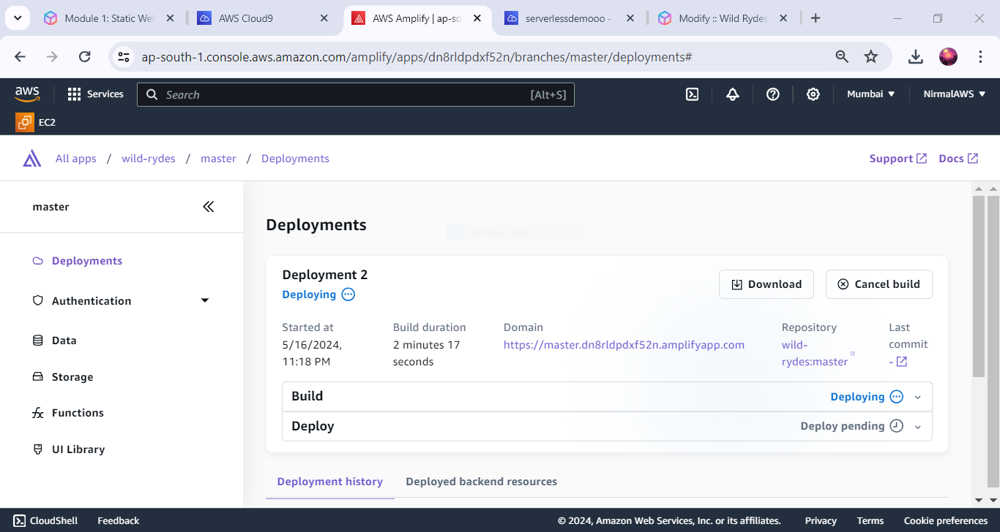 Module 1: Static We
AWS Cloud9
AWS Amplify | ap-so
serverlessdemooo -
Modify :: Wild Rydes
ap-south-1.console.aws.amazon.com/amplify/apps/dn8rldpdxf52n/branches/master/deployments#
aws
Services
Search
[Alt+S]
Mumbai
NirmalAWS
EC2
All apps / wild-rydes / master / Deployments
Support
Docs
master
Deployments
Authentication
Data
Storage
Functions
UI Library
Deployments
Window Snip
Deployment 2
Deploying
Download
Cancel build
Started at
5/16/2024,
11:18 PM
Build duration
2 minutes 17
seconds
Domain
https://master.dn8rldpdxf52n.amplifyapp.com
Repository
wild-
rydes:master
Last
commit
-
Build
Deploying
Deploy
Deploy pending
Deployment history
Deployed backend resources
CloudShell
Feedback
© 2024, Amazon Web Services, Inc. or its affiliates.
Privacy
Terms
Cookie preferences